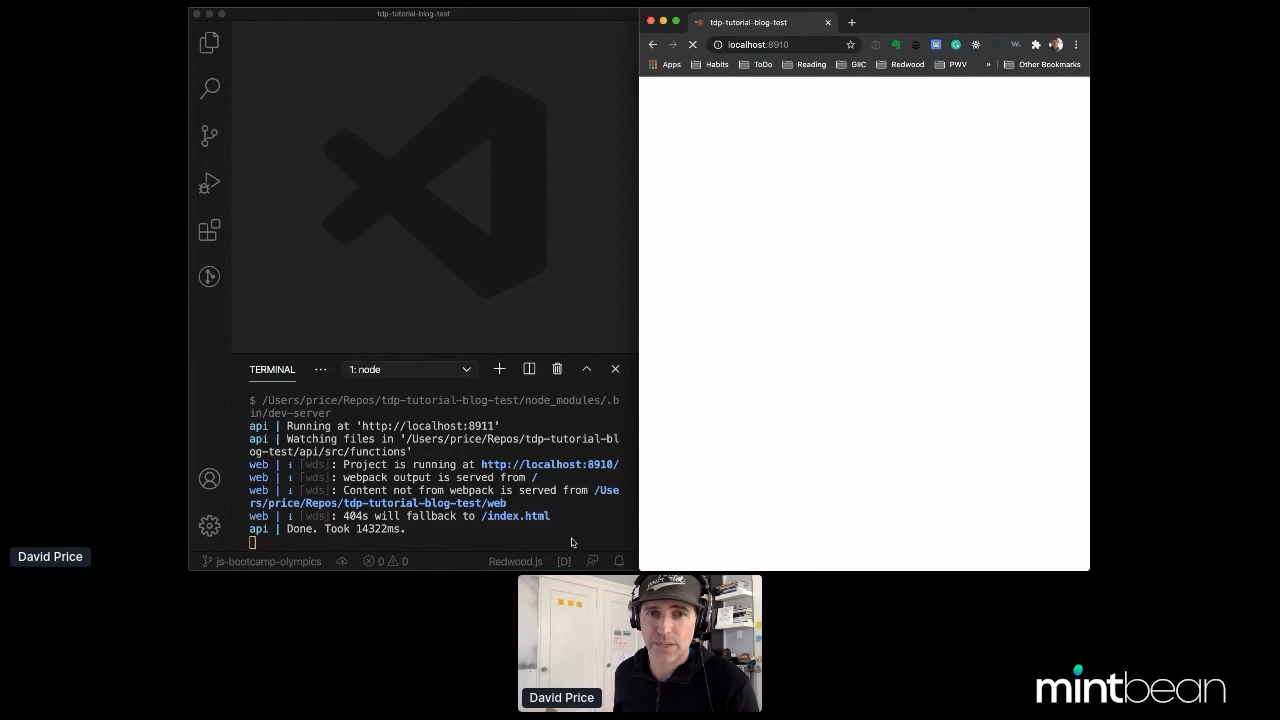 tdp-tutorial-blog-test
TERMINAL
1: node
$ /Users/price/Repos/tdp-tutorial-blog-test/node_modules/.b
in/dev-server
api | Running at 'http://localhost:8911'
api | Watching files in '/Users/price/Repos/tdp-tutorial-bl
og-test/api/src/functions'
web | ℹ ｢wds｣: Project is running at http://localhost:8910/
web | ℹ ｢wds｣: webpack output is served from /
web | ℹ ｢wds｣: Content not from webpack is served from /Use
rs/price/Repos/tdp-tutorial-blog-test/web
web | ℹ ｢wds｣: 404s will fallback to /index.html
api | Done. Took 14322ms.
js-bootcamp-olympics 0 0 Redwood.js [D]
tdp-tutorial-blog-test
localhost:8910
Apps Habits ToDo Reading GIIC Redwood PWV » Other Bookmarks
David Price
David Price
mintbean